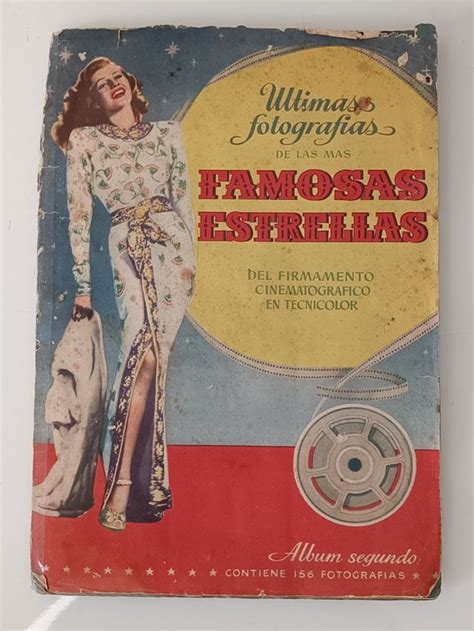 Ultimas
fotografias
DE LAS MAS
FAMOSAS
ESTRELLAS
DEL FIRMAMENTO
CINEMATOGRAFICO
EN TECNICOLOR
Album segundo
CONTIENE 156 FOTOGRAFIAS